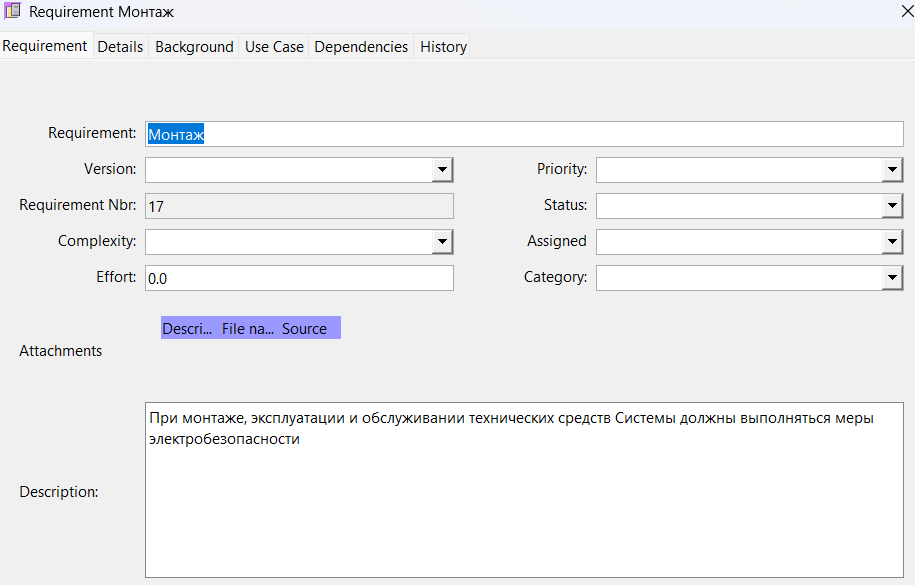 Requirement Монтаж
Requirement Details Background Use Case Dependencies History
Requirement: Монтаж
Version: Priority:
Requirement Nbr: 17 Status:
Complexity: Assigned
Effort: 0.0 Category:
Descri... File na... Source
Attachments
При монтаже, эксплуатации и обслуживании технических средств Системы должны выполняться меры
электробезопасности
Description: